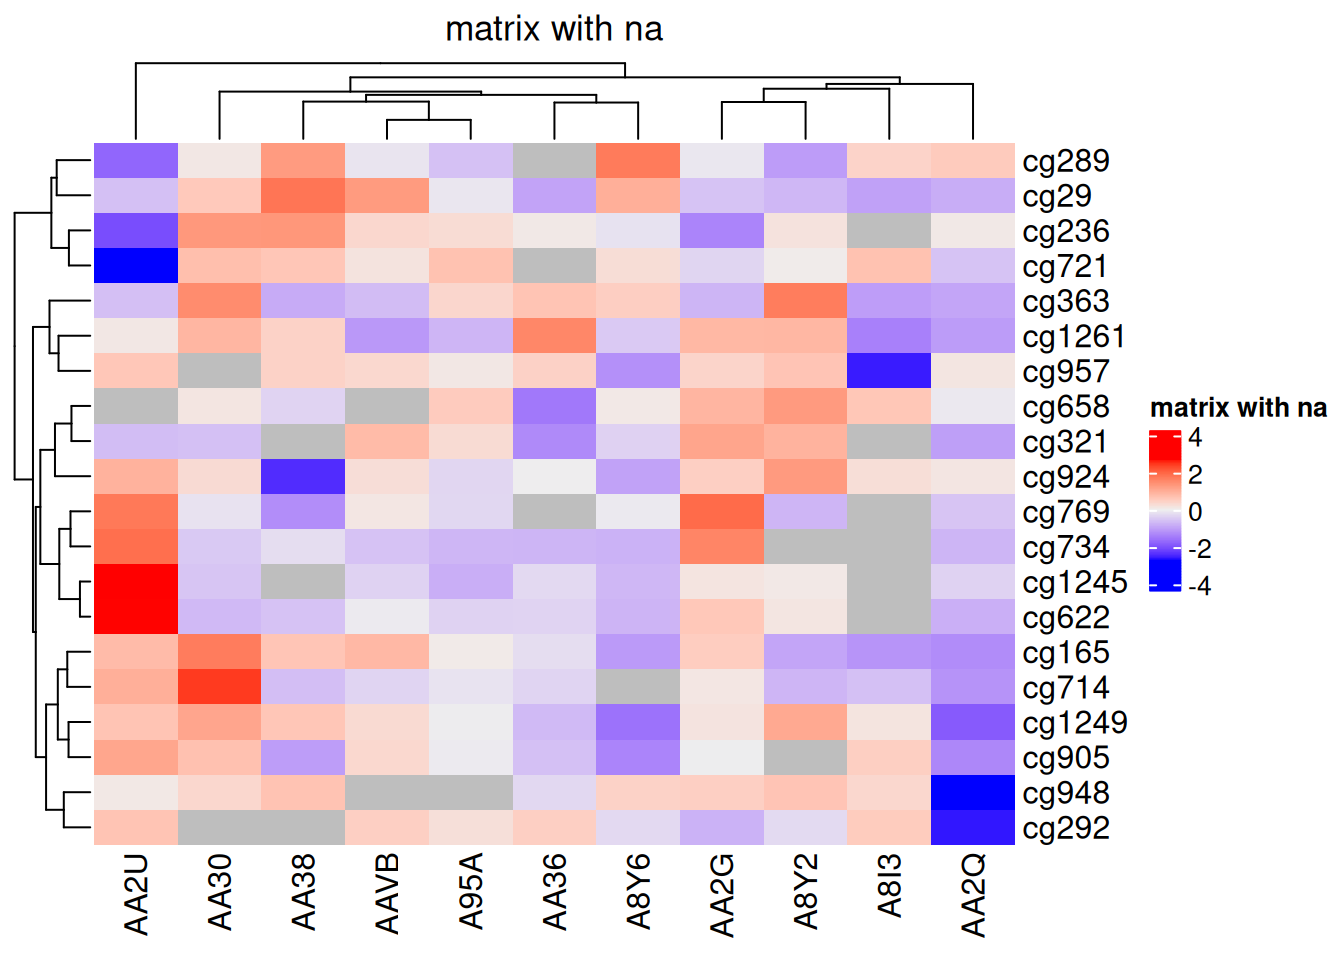 matrix with na
cg289
cg29
cg236
cg721
cg363
cg1261
cg957
cg658
cg321
cg924
cg769
cg734
cg1245
cg622
cg165
cg714
cg1249
cg905
cg948
cg292
matrix with na
4
2
0
-2
-4
AA2U AA30 AA38 AAVB A95A AA36 A8Y6 AA2G A8Y2 A8I3 AA2Q